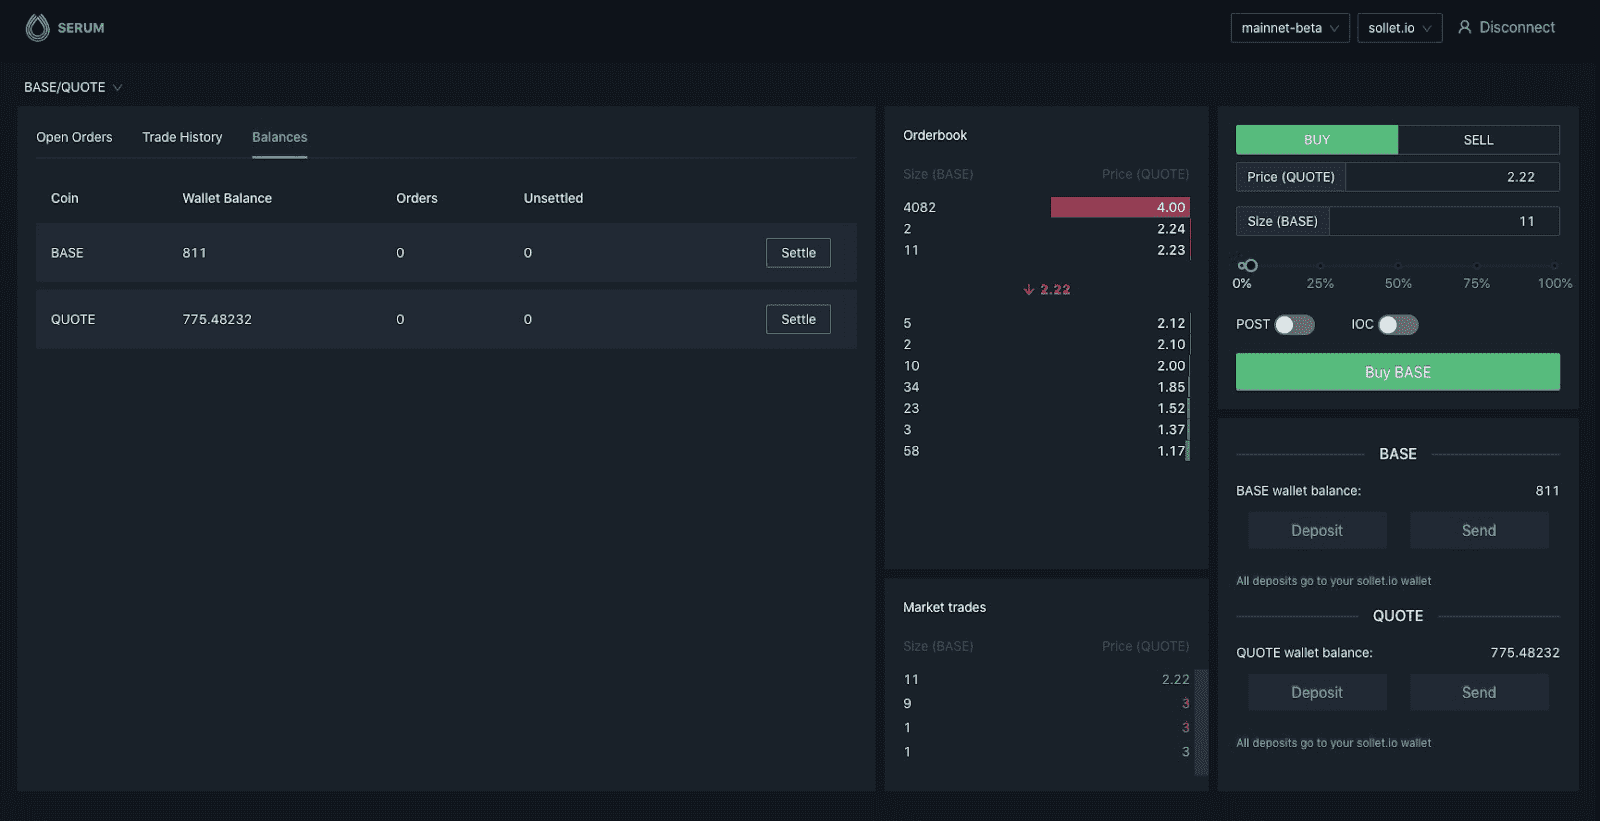 SERUM
mainnet-beta sollet.io Disconnect
BASE/QUOTE
Open Orders Trade History Balances
Coin Wallet Balance Orders Unsettled
BASE 811 0 0 Settle
QUOTE 775.48232 0 0 Settle
Orderbook
Size (BASE) Price (QUOTE)
4082 4.00
2 2.24
11 2.23
↓ 2.22
5 2.12
2 2.10
10 2.00
34 1.85
23 1.52
3 1.37
58 1.17
Market trades
Size (BASE) Price (QUOTE)
11 2.22
9 3
1 3
1 3
BUY SELL
Price (QUOTE) 2.22
Size (BASE) 11
0% 25% 50% 75% 100%
POST IOC
Buy BASE
BASE
BASE wallet balance: 811
Deposit Send
All deposits go to your sollet.io wallet
QUOTE
QUOTE wallet balance: 775.48232
Deposit Send
All deposits go to your sollet.io wallet